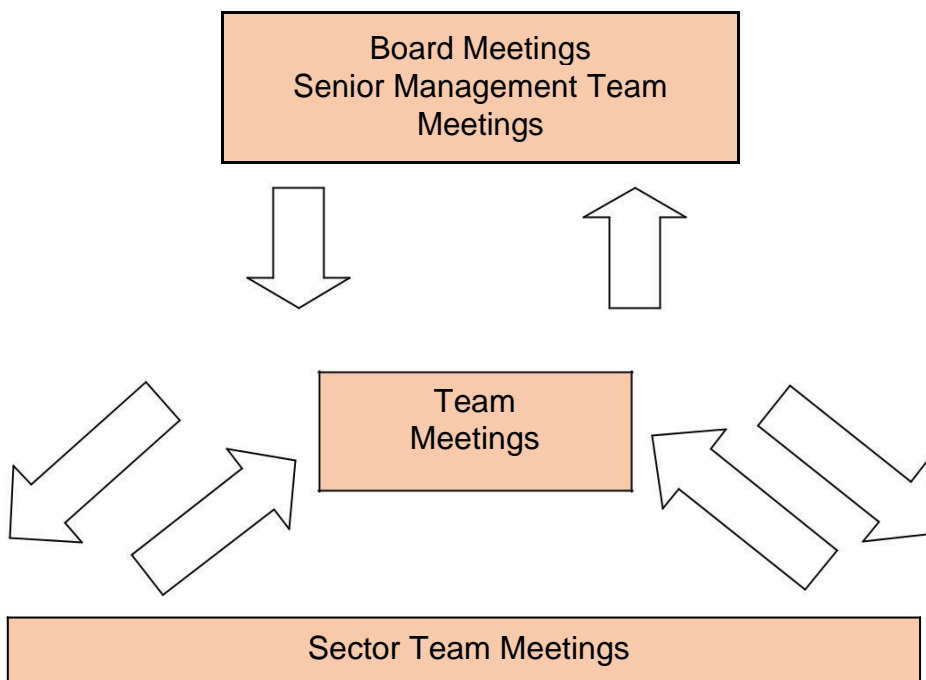 Board Meetings
Senior Management Team
Meetings
Team
Meetings
Sector Team Meetings